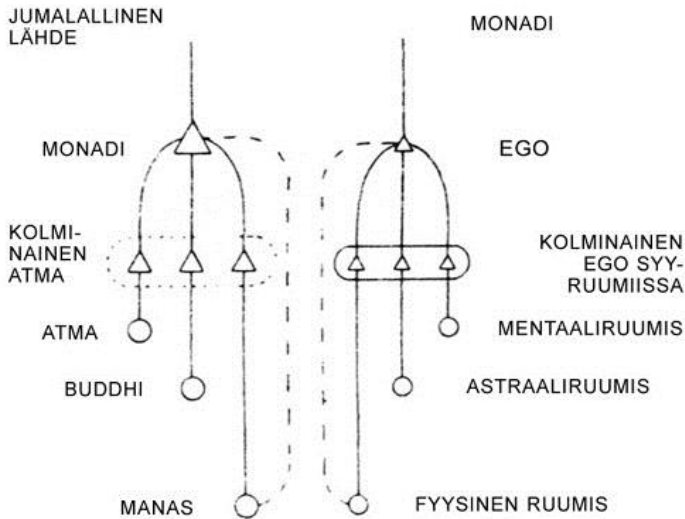 JUMALALLINEN
LÄHDE
MONADI
KOLMI-
NAINEN
ATMA
ATMA
BUDDHI
MANAS
MONADI
EGO
KOLMINAINEN
EGO SYY-
RUUMIISSA
MENTAALIRUUMIS
ASTRAALIRUUMIS
FYYSINEN RUUMIS